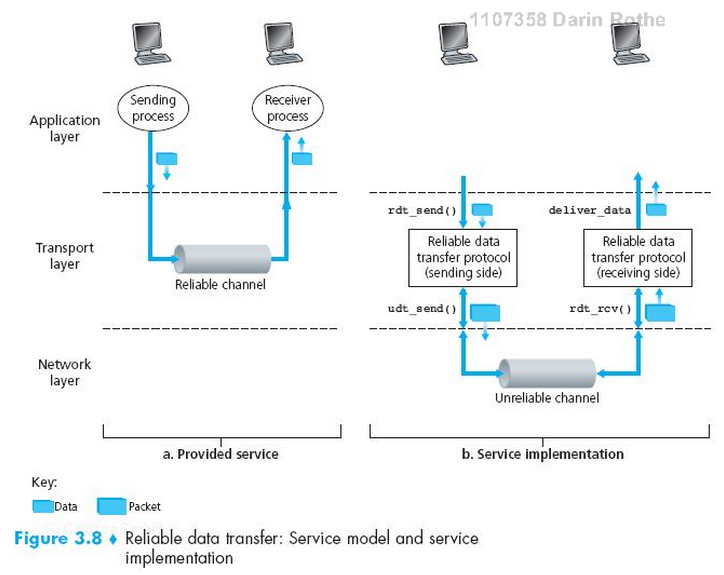 1107358 Darin Rothe
Application
layer
Sending
process
Receiver
process
Transport
layer
Reliable channel
rdt_send()
deliver_data
Reliable data
transfer protocol
(sending side)
Reliable data
transfer protocol
(receiving side)
udt_send()
rdt_rcv()
Network
layer
Unreliable channel
a. Provided service
b. Service implementation
Key:
Data
Packet
Figure 3.8 ♦ Reliable data transfer: Service model and service
implementation